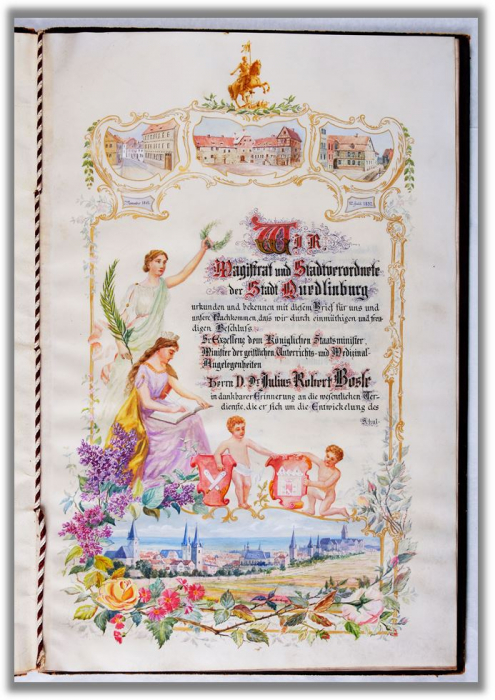 WIR
Magistrat und Stadtverordnete
der Stadt Quedlinburg
urkunden und bekennen mit diesem Brief für uns und
unsere Nachkommen, dass wir durch einmüthigen und freu-
digen Beschluss
Sr Exzellenz dem Königlichen Staatsminister,
Minister der geistlichen, Unterrichts- und Medizinal-
Angelegenheiten
Herrn D. Dr Julius Robert Bosse
in dankbarer Erinnerung an die wesentlichen Ver-
dienste, die er sich um die Entwickelung des
Schul-